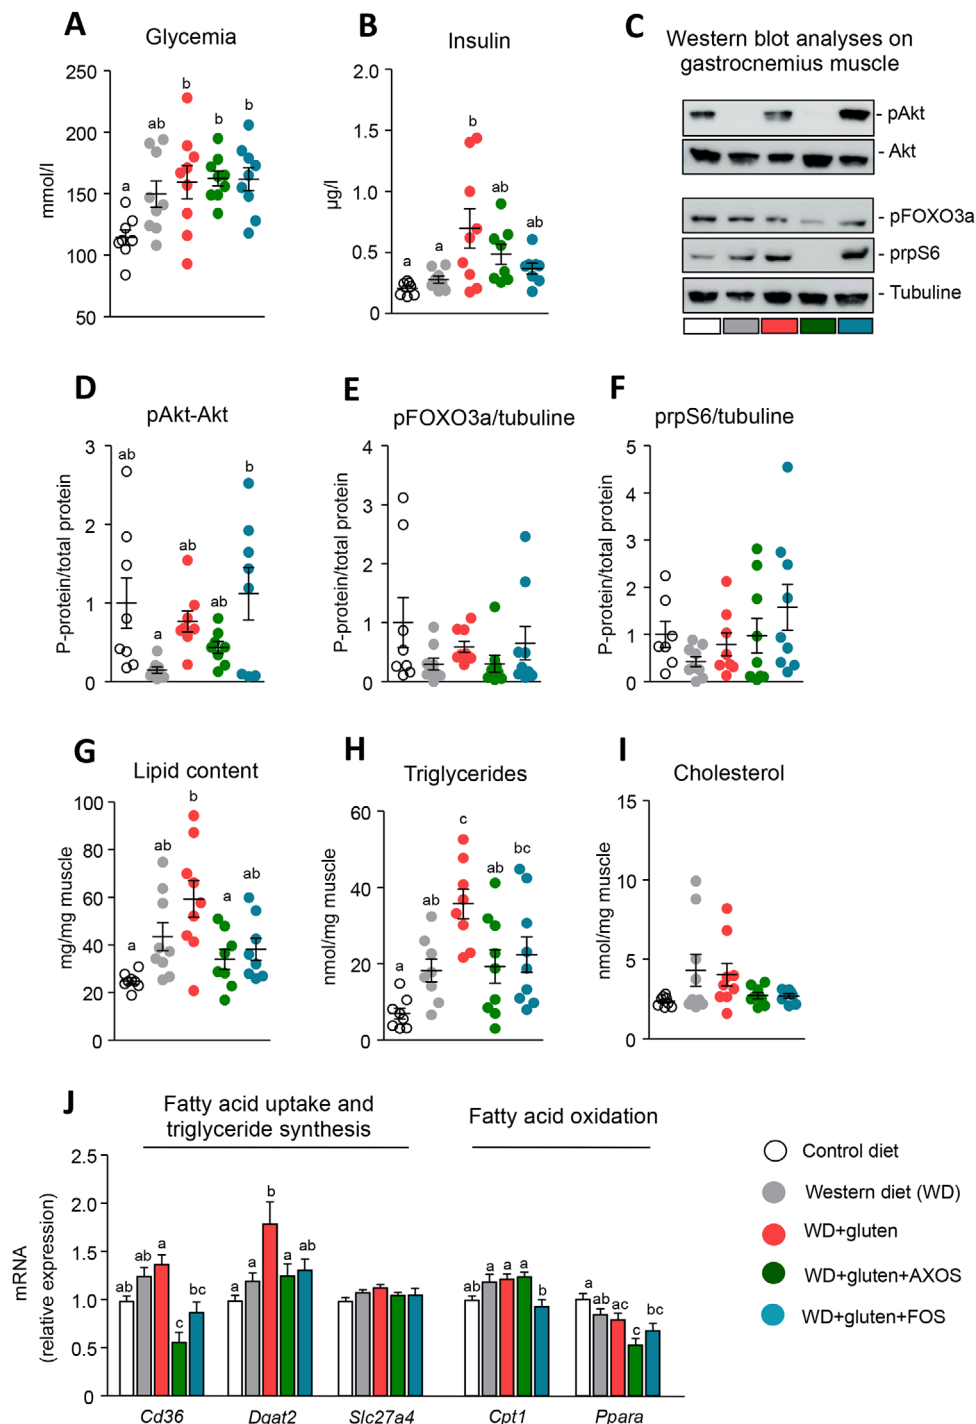 A
Glycemia
mmol/l
250
200
150
100
50
a
ab
b
b
b
B
Insulin
µg/l
2.0
1.5
1.0
0.5
0
a
a
b
ab
ab
C
Western blot analyses on
gastrocnemius muscle
- pAkt
- Akt
- pFOXO3a
- prpS6
- Tubuline
D
pAkt-Akt
P-protein/total protein
3
2
1
0
ab
a
ab
ab
b
E
pFOXO3a/tubuline
P-protein/total protein
4
3
2
1
0
F
prpS6/tubuline
P-protein/total protein
5
4
3
2
1
0
G
Lipid content
mg/mg muscle
100
80
60
40
20
0
a
ab
b
a
ab
H
Triglycerides
nmol/mg muscle
60
40
20
0
a
ab
c
ab
bc
I
Cholesterol
nmol/mg muscle
15
10
5
0
J
Fatty acid uptake and
triglyceride synthesis
Fatty acid oxidation
mRNA
(relative expression)
2.5
2.0
1.5
1.0
0.5
0
ab ab a c bc
a a b a ab
ab a a a b
a ab ac c bc
Cd36 Dgat2 Slc27a4 Cpt1 Ppara
Control diet
Western diet (WD)
WD+gluten
WD+gluten+AXOS
WD+gluten+FOS